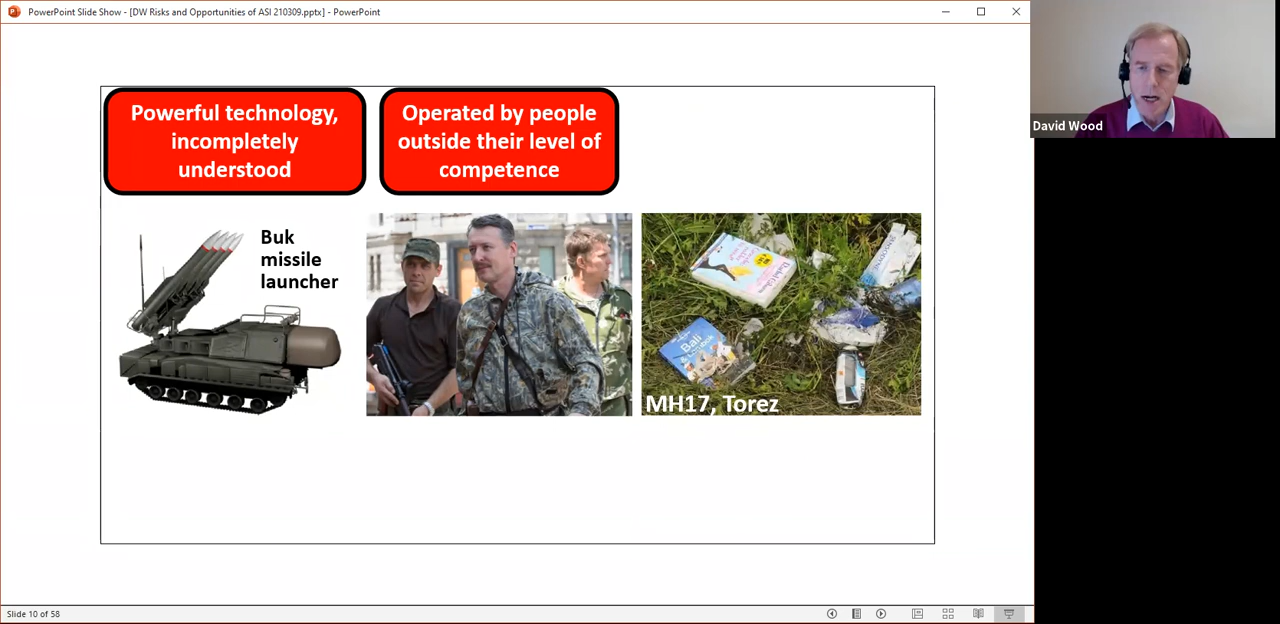 PowerPoint Slide Show - [DW Risks and Opportunities of ASI 210309.pptx] - PowerPoint
David Wood
Powerful technology,
incompletely
understood
Operated by people
outside their level of
competence
Buk
missile
launcher
Bali
MH17, Torez
Slide 10 of 58